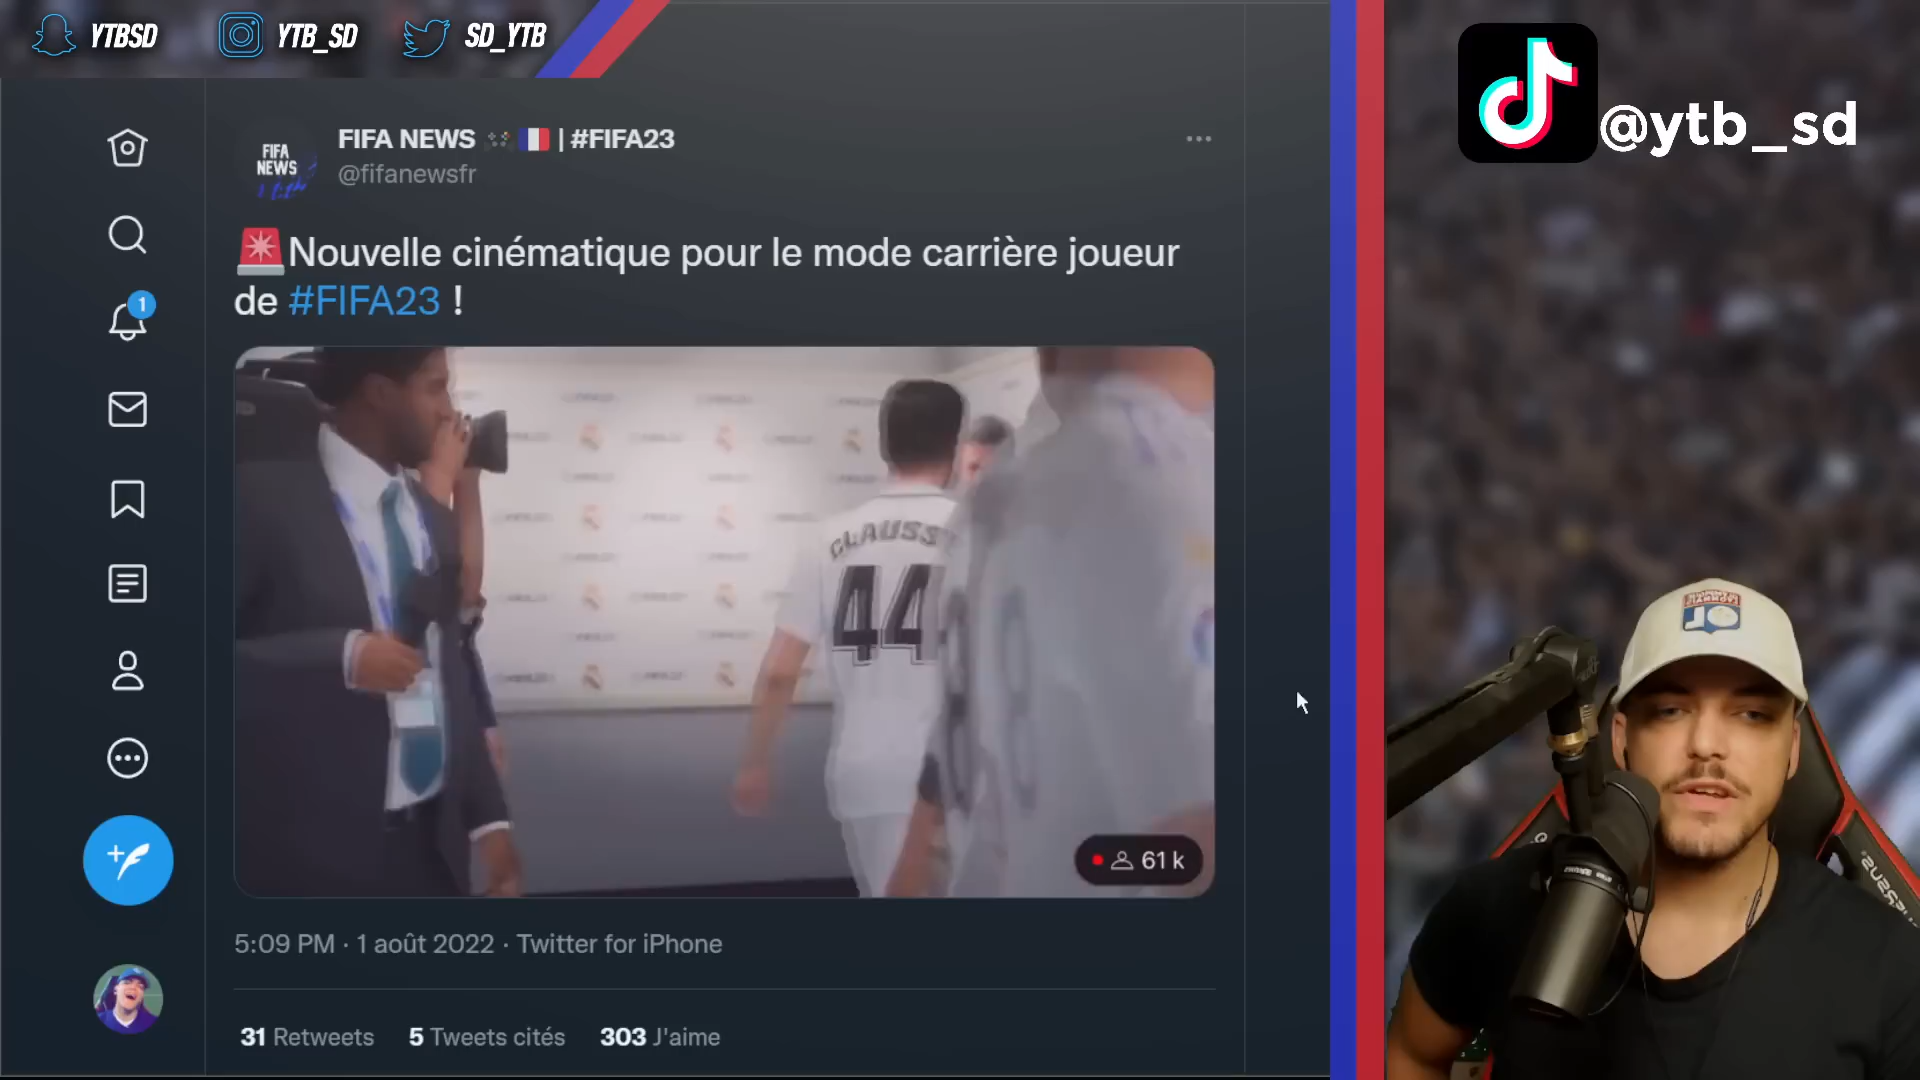 YTBSD
YTB_SD
SD_YTB
@ytb_sd
FIFA NEWS | #FIFA23
@fifanewsfr
FIFA
NEWS
Nouvelle cinématique pour le mode carrière joueur
de #FIFA23 !
1
44
61 k
5:09 PM · 1 août 2022 · Twitter for iPhone
31 Retweets 5 Tweets cités 303 J'aime